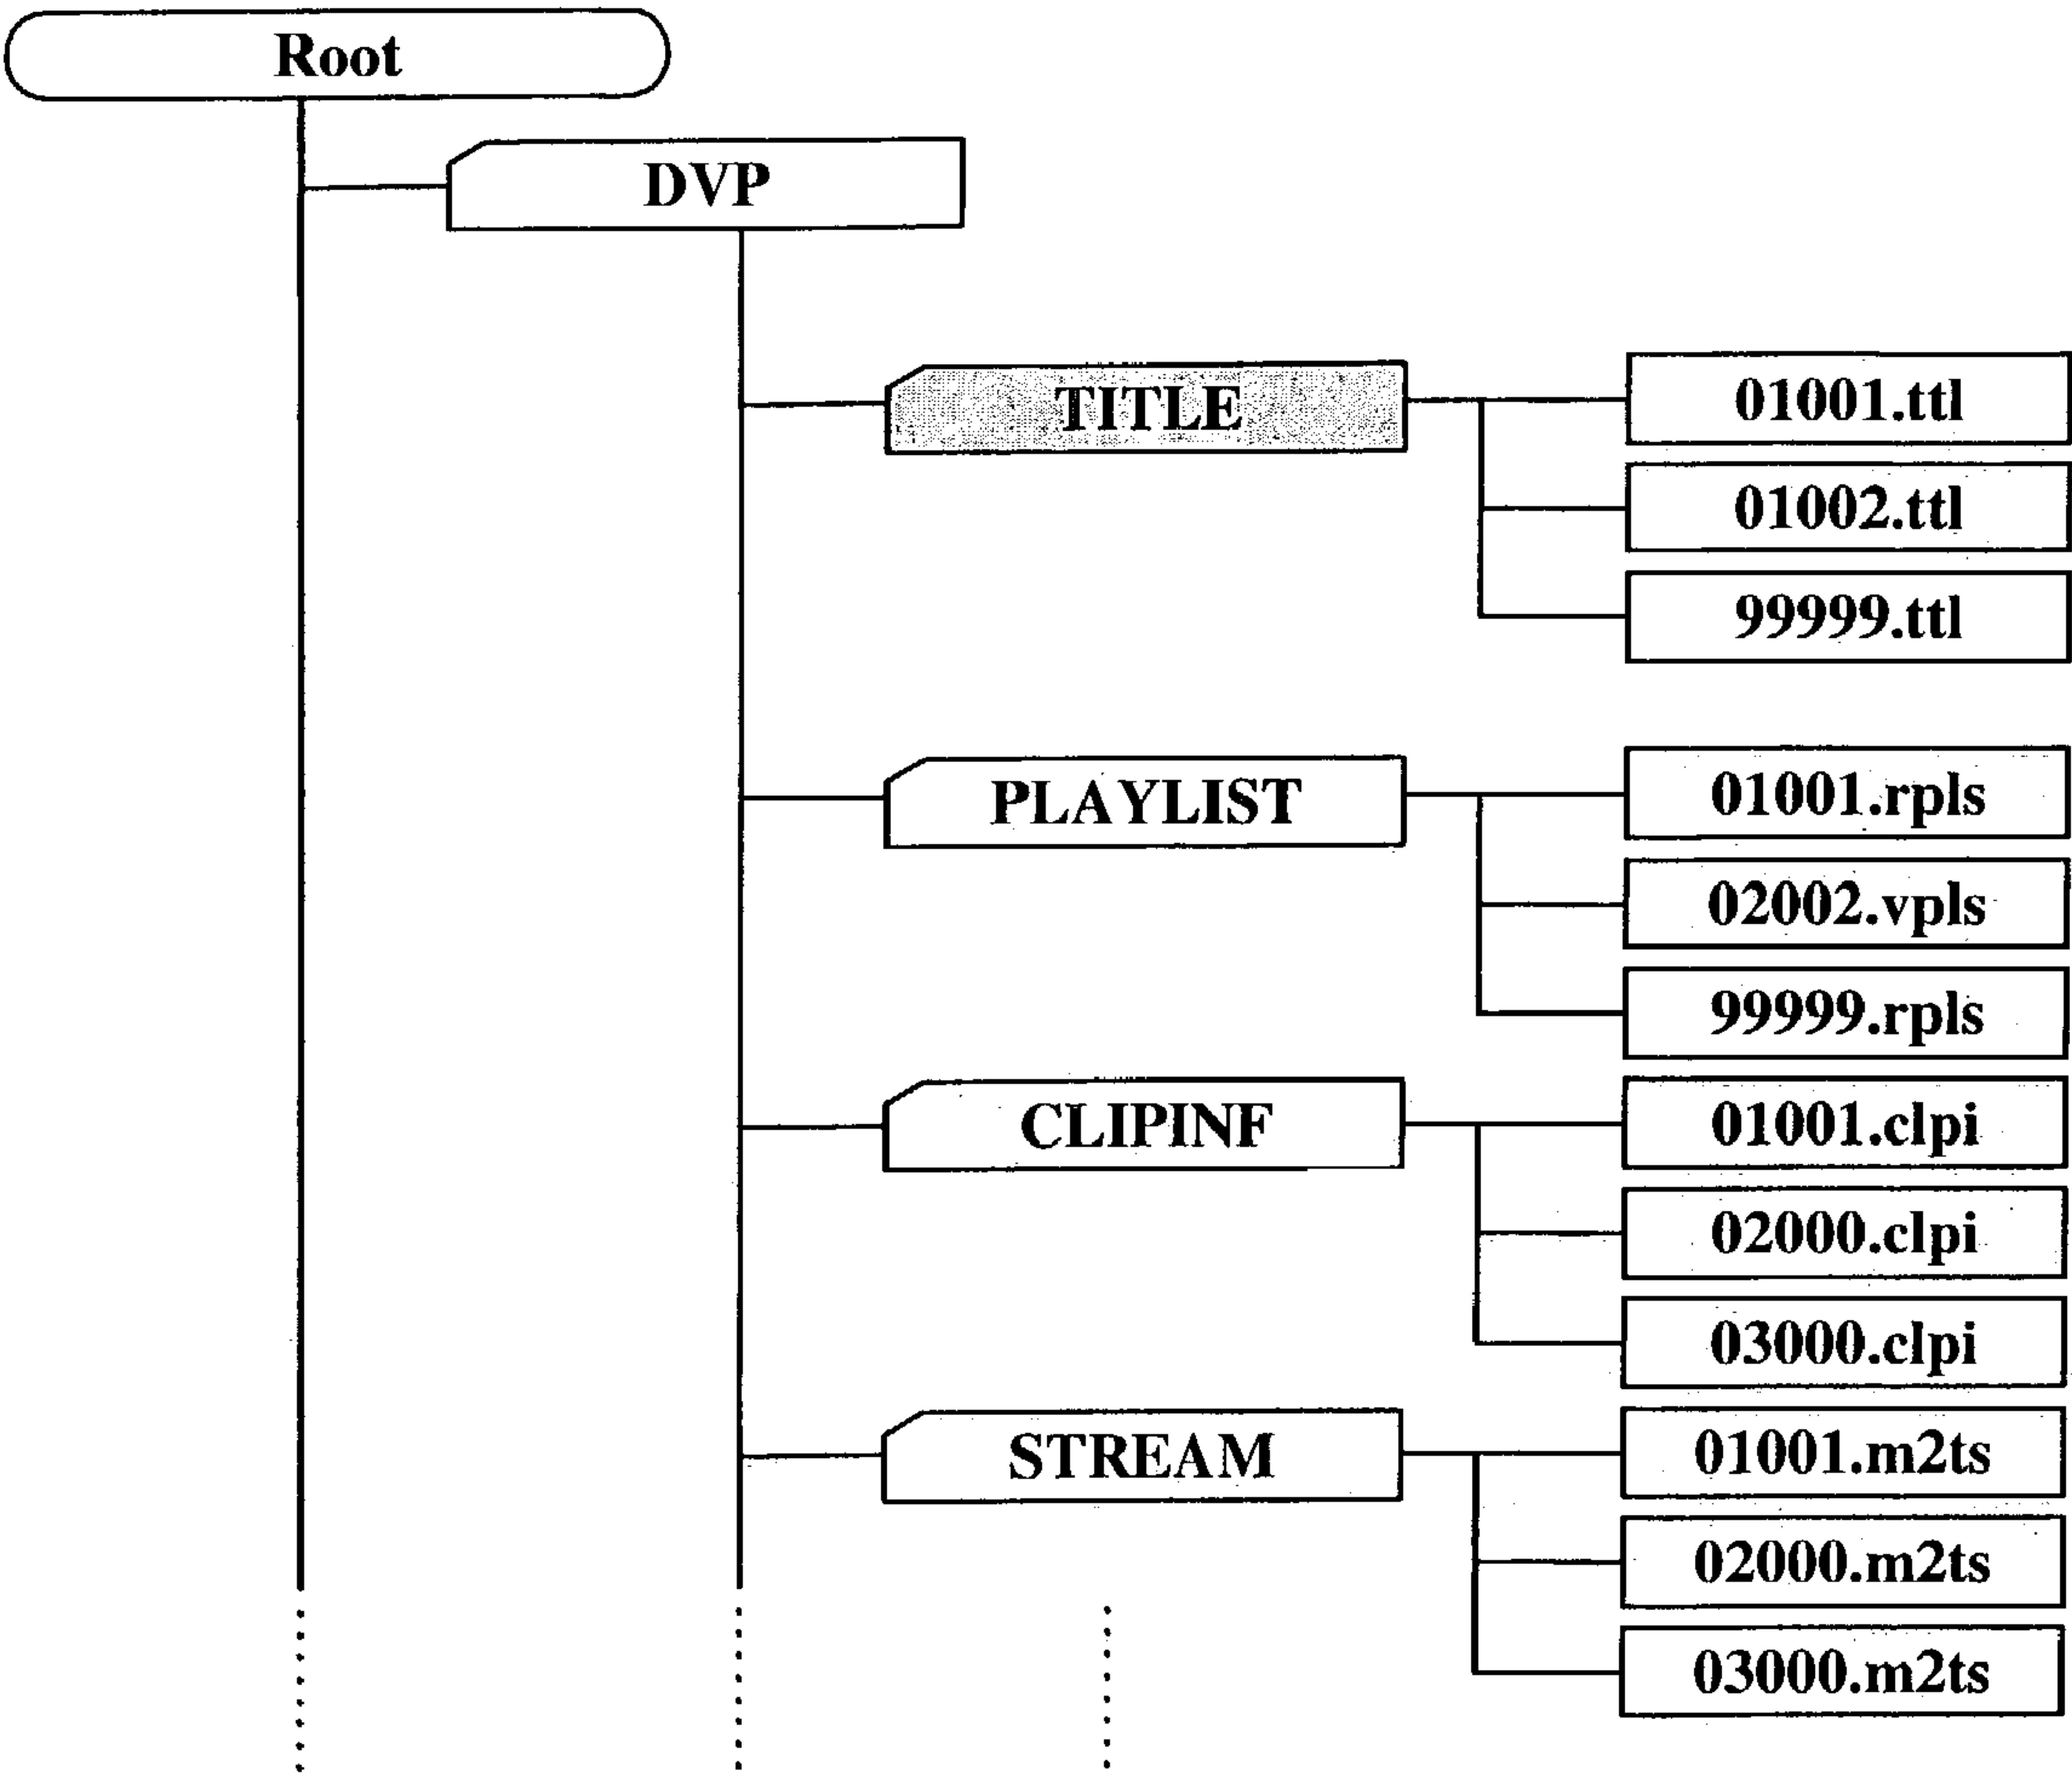 Root
DVP
TITLE
01001.ttl
01002.ttl
99999.ttl
PLAYLIST
01001.rpls
02002.vpls
99999.rpls
CLIPINF
01001.clpi
02000.clpi
03000.clpi
STREAM
01001.m2ts
02000.m2ts
03000.m2ts